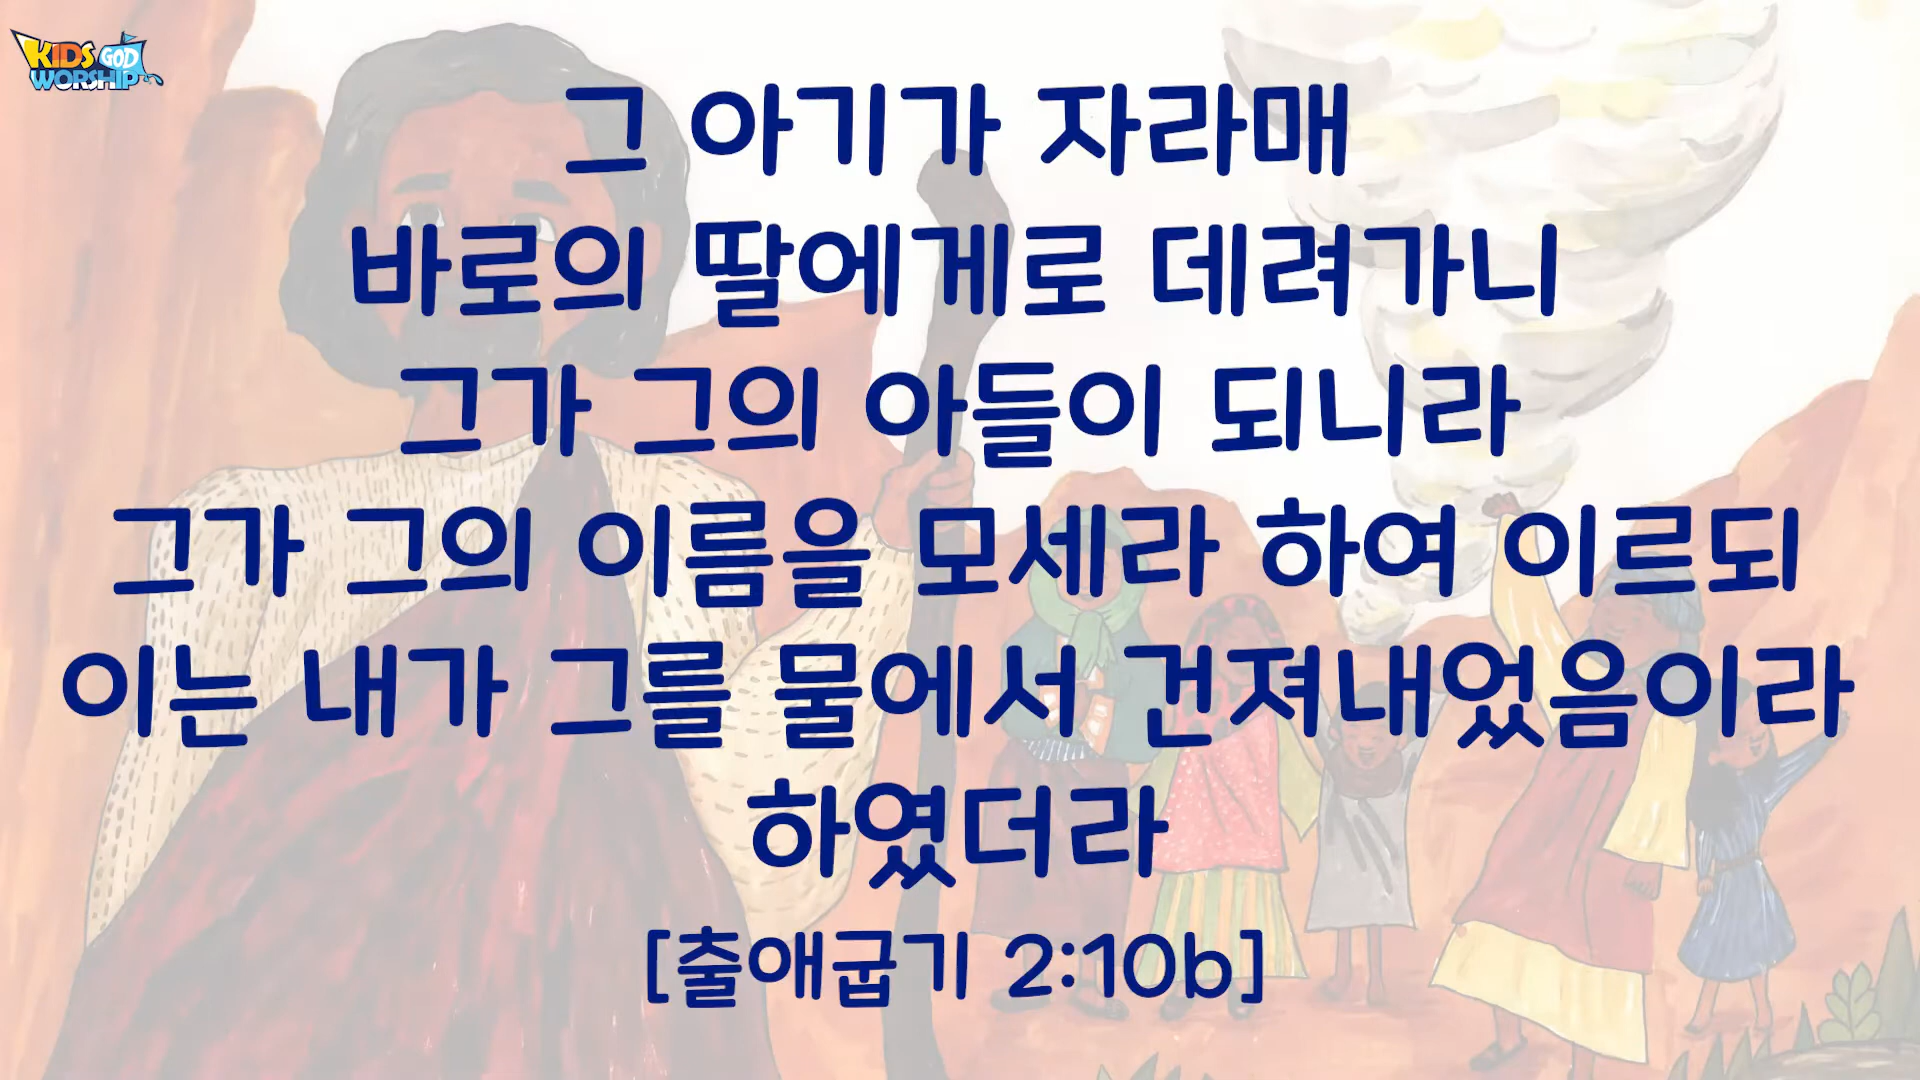 KIDS GOD
WORSHIP
그 아기가 자라매
바로의 딸에게로 데려가니
그가 그의 아들이 되니라
그가 그의 이름을 모세라 하여 이르되
이는 내가 그를 물에서 건져내었음이라
하였더라
[출애굽기 2:10b]